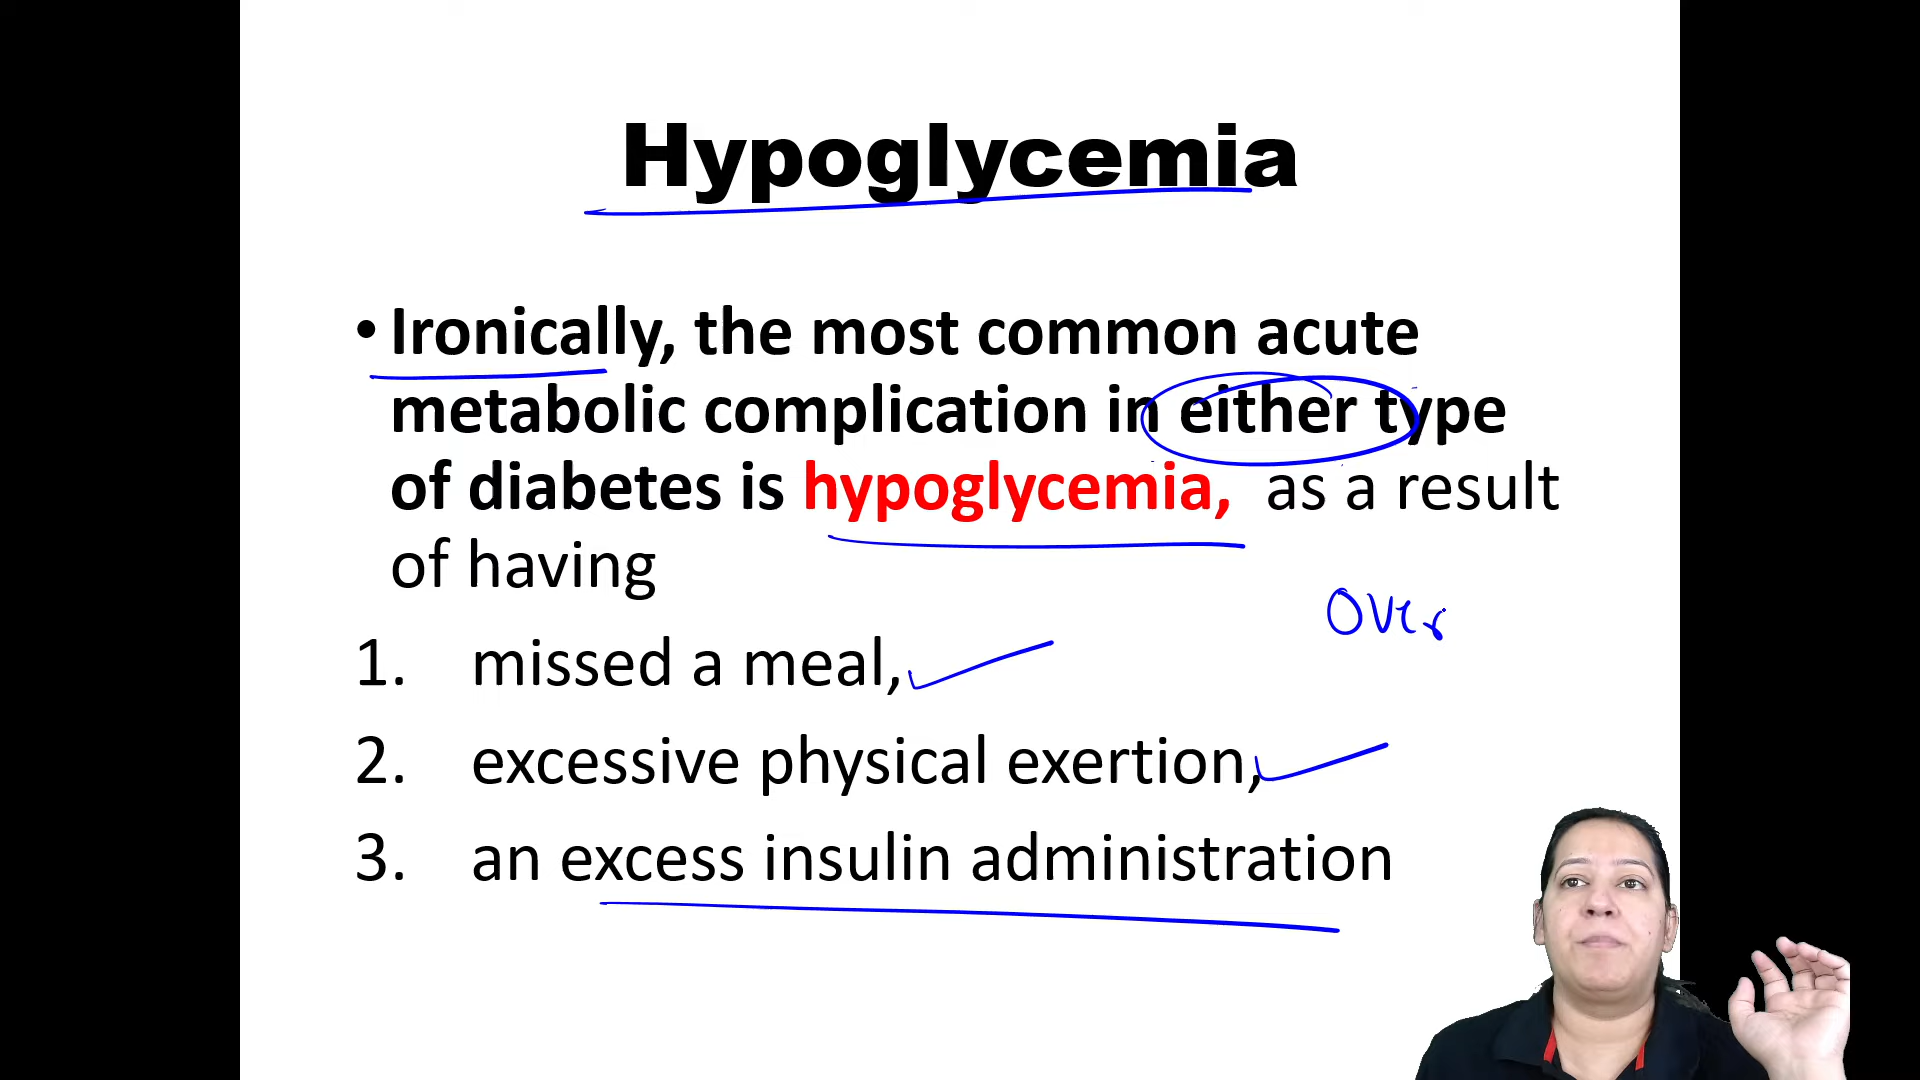 Hypoglycemia
• Ironically, the most common acute
metabolic complication in either type
of diabetes is hypoglycemia, as a result
of having
Over
1. missed a meal,
2. excessive physical exertion,
3. an excess insulin administration